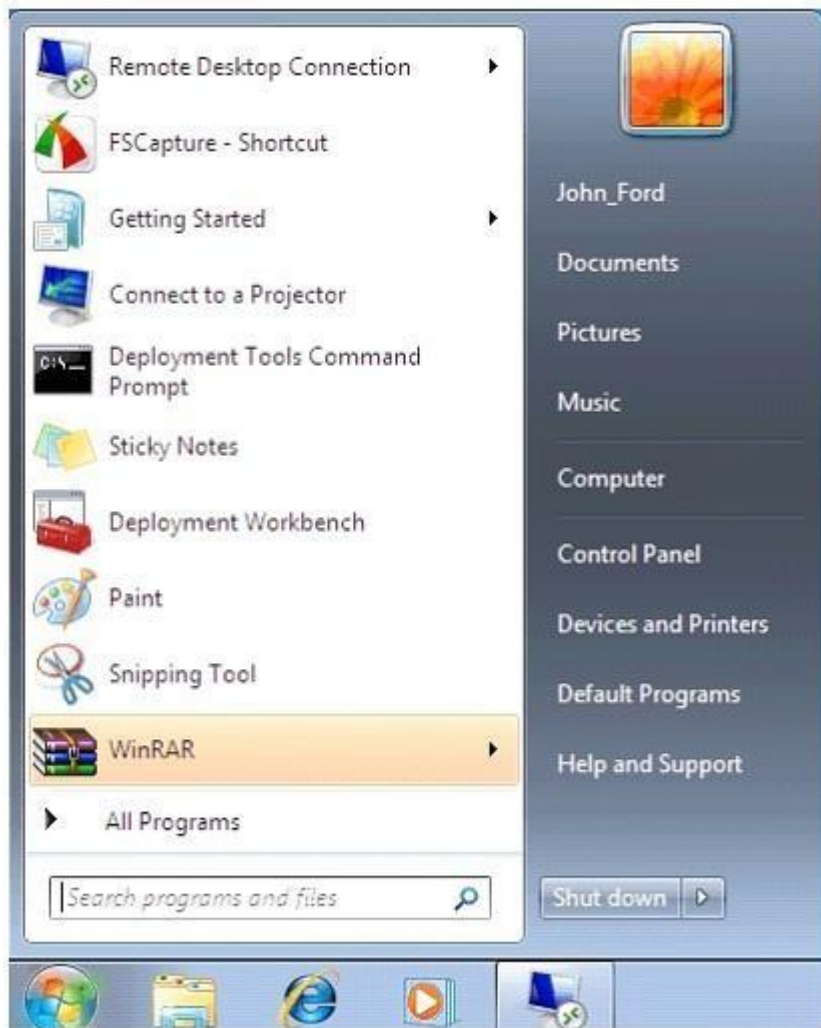 Remote Desktop Connection
FSCapture - Shortcut
Getting Started
Connect to a Projector
C:\_
Deployment Tools Command
Prompt
Sticky Notes
Deployment Workbench
Paint
Snipping Tool
WinRAR
All Programs
Search programs and files
John_Ford
Documents
Pictures
Music
Computer
Control Panel
Devices and Printers
Default Programs
Help and Support
Shut down